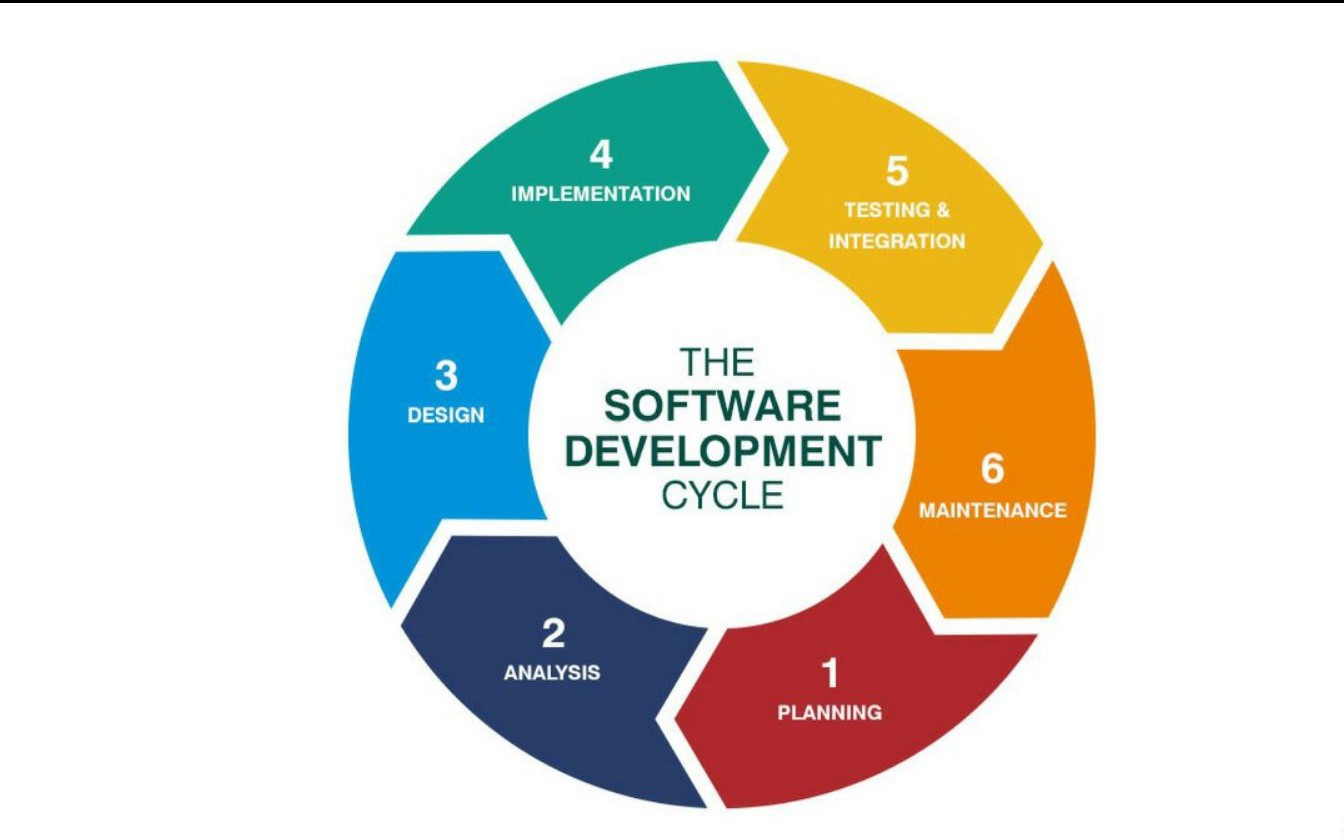 THE
SOFTWARE
DEVELOPMENT
CYCLE
1
PLANNING
2
ANALYSIS
3
DESIGN
4
IMPLEMENTATION
5
TESTING &
INTEGRATION
6
MAINTENANCE